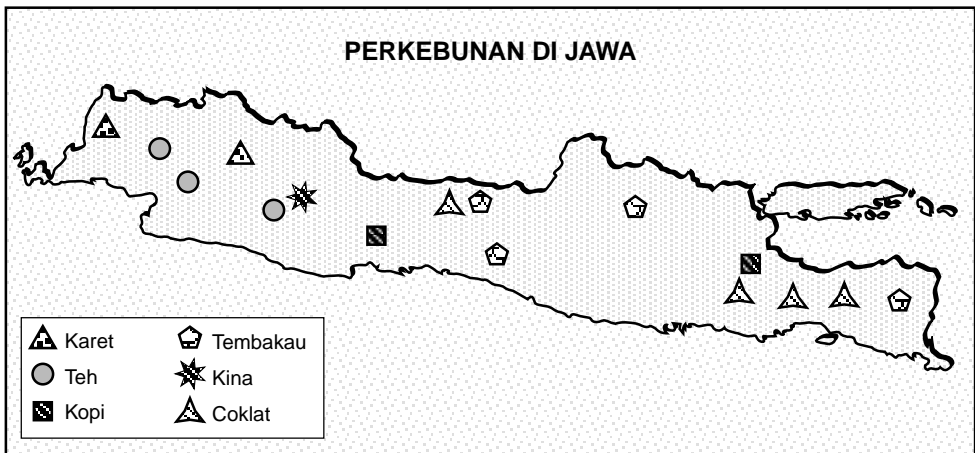 PERKEBUNAN DI JAWA
Karet
Tembakau
Teh
Kina
Kopi
Coklat